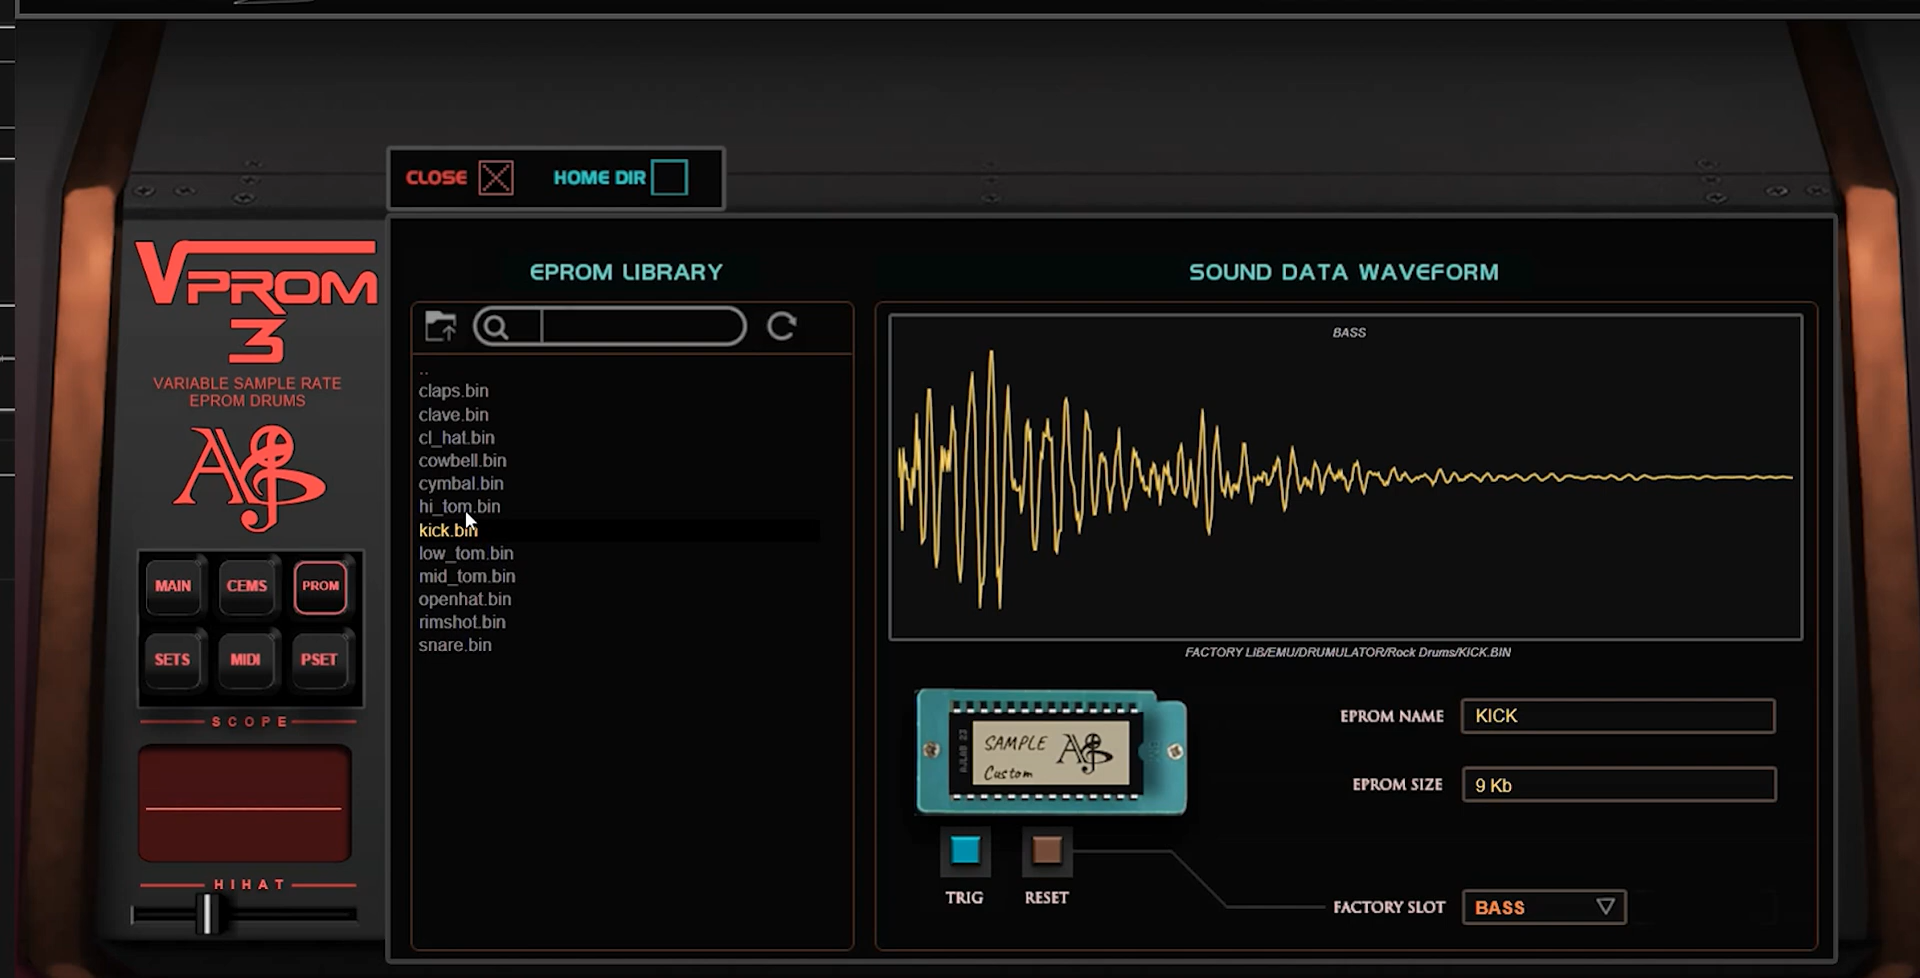 CLOSE
HOME DIR
VPROM
3
VARIABLE SAMPLE RATE
EPROM DRUMS
MAIN
CEMS
PROM
SETS
MIDI
PSET
SCOPE
HIHAT
EPROM LIBRARY
..
claps.bin
clave.bin
cl_hat.bin
cowbell.bin
cymbal.bin
hi_tom.bin
kick.bin
low_tom.bin
mid_tom.bin
openhat.bin
rimshot.bin
snare.bin
SOUND DATA WAVEFORM
BASS
FACTORY LIB/EMU/DRUMULATOR/Rock Drums/KICK.BIN
AJLAB 23
SAMPLE
Custom
TRIG
RESET
EPROM NAME
KICK
EPROM SIZE
9 Kb
FACTORY SLOT
BASS